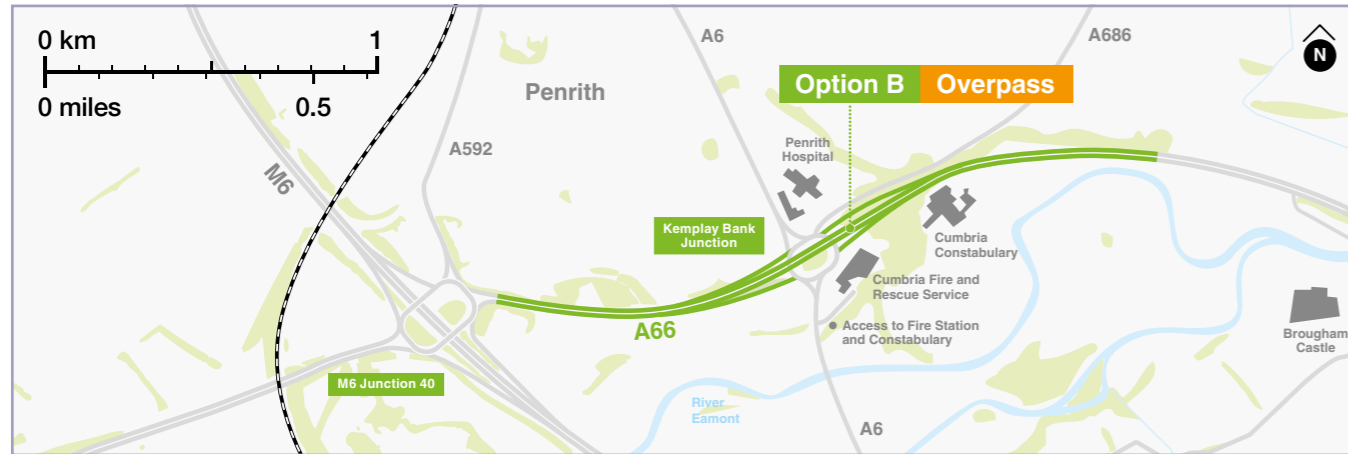 0 km 1
0 miles 0.5
A6
A686
N
Option B Overpass
Penrith
Penrith
Hospital
A592
M6
Kemplay Bank
Junction
Cumbria
Constabulary
Cumbria Fire and
Rescue Service
A66
Access to Fire Station
and Constabulary
Brougham
Castle
M6 Junction 40
River
Eamont
A6